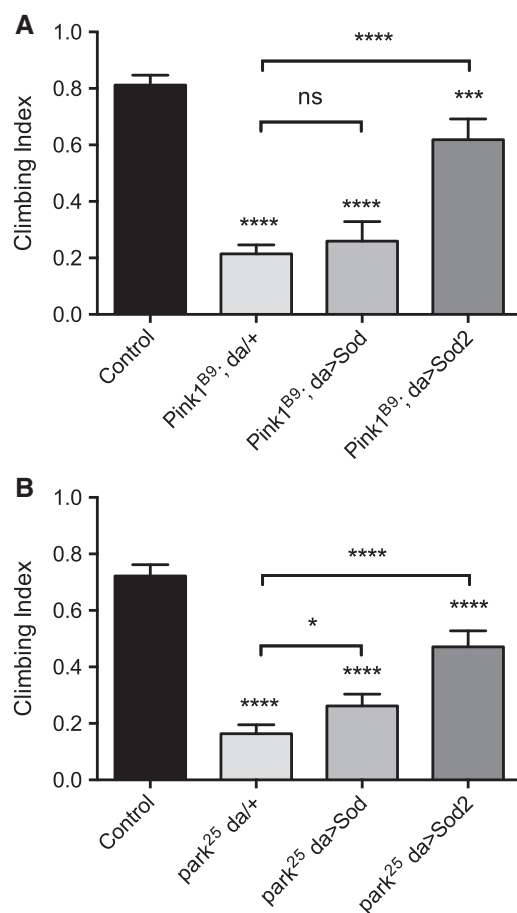 A
1.0
0.8
0.6
0.4
0.2
0.0
Climbing Index
****
ns
****
****
****
***
Control
Pink1ᴮ⁹; da/+
Pink1ᴮ⁹; da>Sod
Pink1ᴮ⁹; da>Sod2
B
1.0
0.8
0.6
0.4
0.2
0.0
Climbing Index
****
*
****
****
****
Control
park²⁵ da/+
park²⁵ da>Sod
park²⁵ da>Sod2